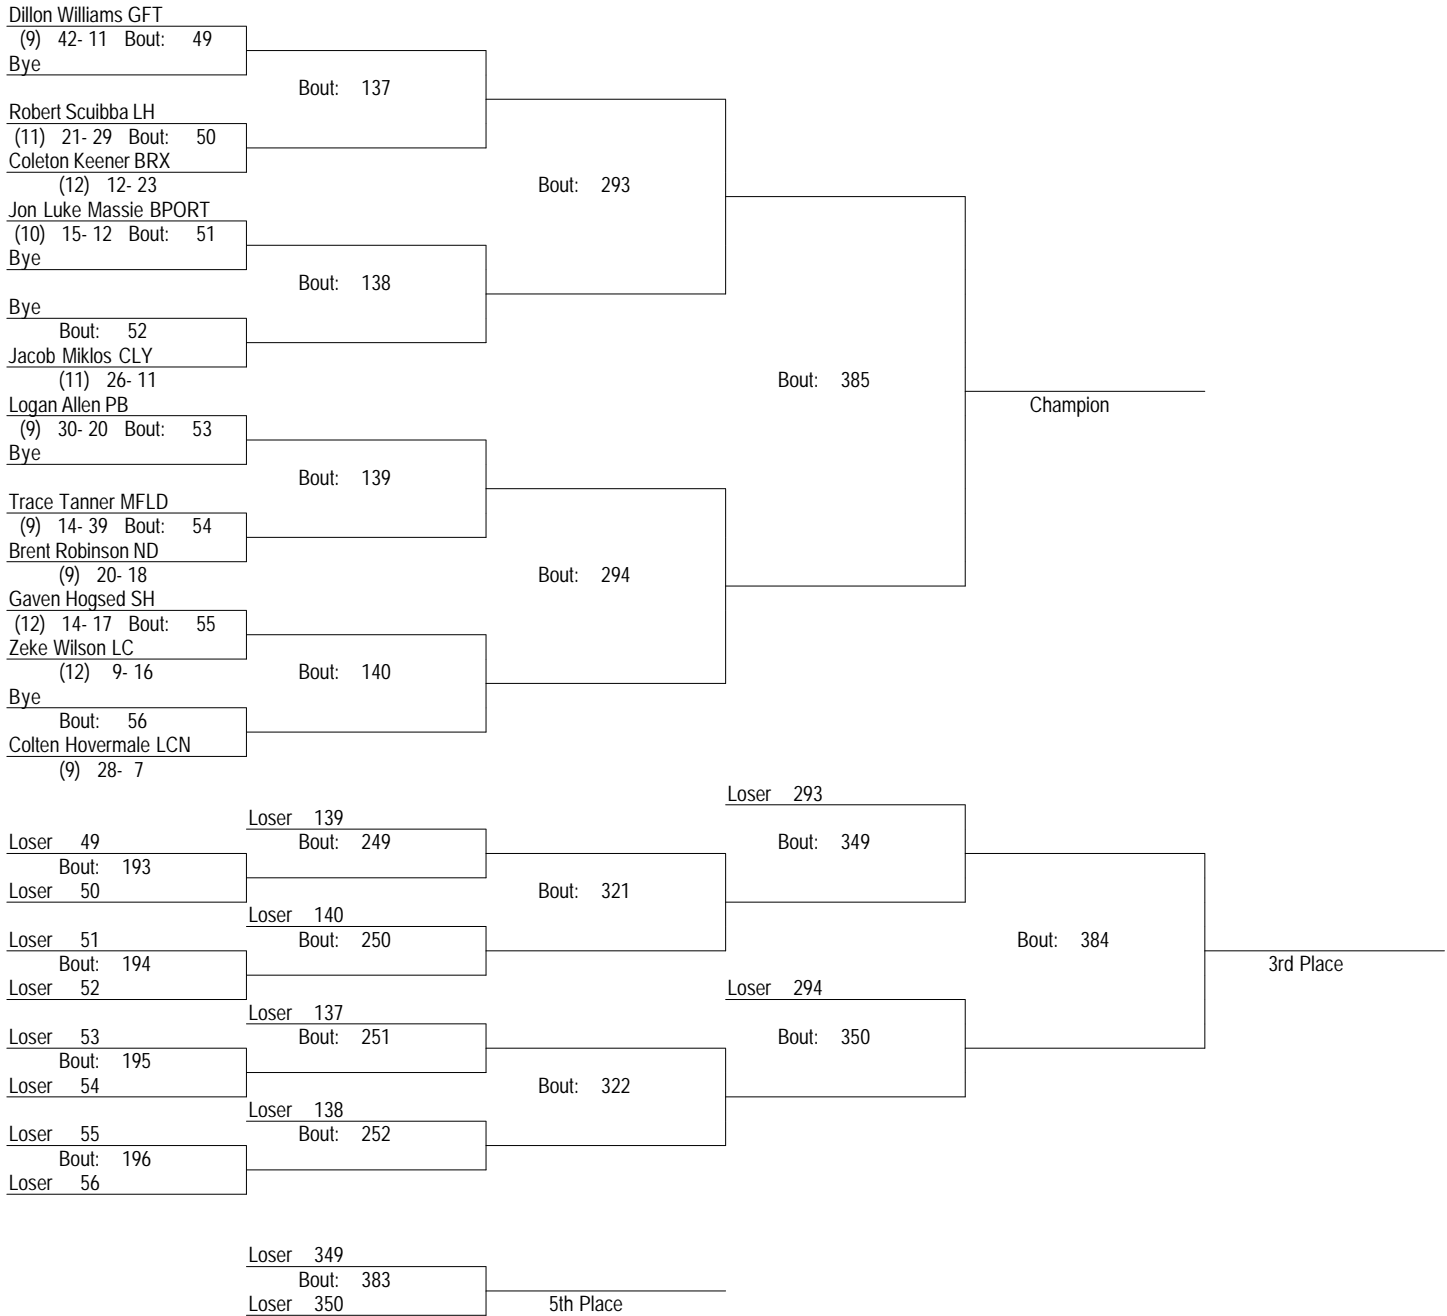 Dillon Williams GFT
(9) 42- 11 Bout: 49
Bye
Bout: 137
Robert Scuibba LH
(11) 21- 29 Bout: 50
Coleton Keener BRX
(12) 12- 23
Bout: 293
Jon Luke Massie BPORT
(10) 15- 12 Bout: 51
Bye
Bout: 138
Bye
Bout: 52
Jacob Miklos CLY
(11) 26- 11
Bout: 385
Champion
Logan Allen PB
(9) 30- 20 Bout: 53
Bye
Bout: 139
Trace Tanner MFLD
(9) 14- 39 Bout: 54
Brent Robinson ND
(9) 20- 18
Bout: 294
Gaven Hogsed SH
(12) 14- 17 Bout: 55
Zeke Wilson LC
(12) 9- 16
Bout: 140
Bye
Bout: 56
Colten Hovermale LCN
(9) 28- 7
Loser 293
Loser 139
Loser 49
Bout: 249
Bout: 349
Bout: 193
Loser 50
Bout: 321
Loser 140
Loser 51
Bout: 250
Bout: 384
Bout: 194
3rd Place
Loser 52
Loser 294
Loser 137
Loser 53
Bout: 251
Bout: 350
Bout: 195
Loser 54
Bout: 322
Loser 138
Loser 55
Bout: 252
Bout: 196
Loser 56
Loser 349
Bout: 383
Loser 350
5th Place